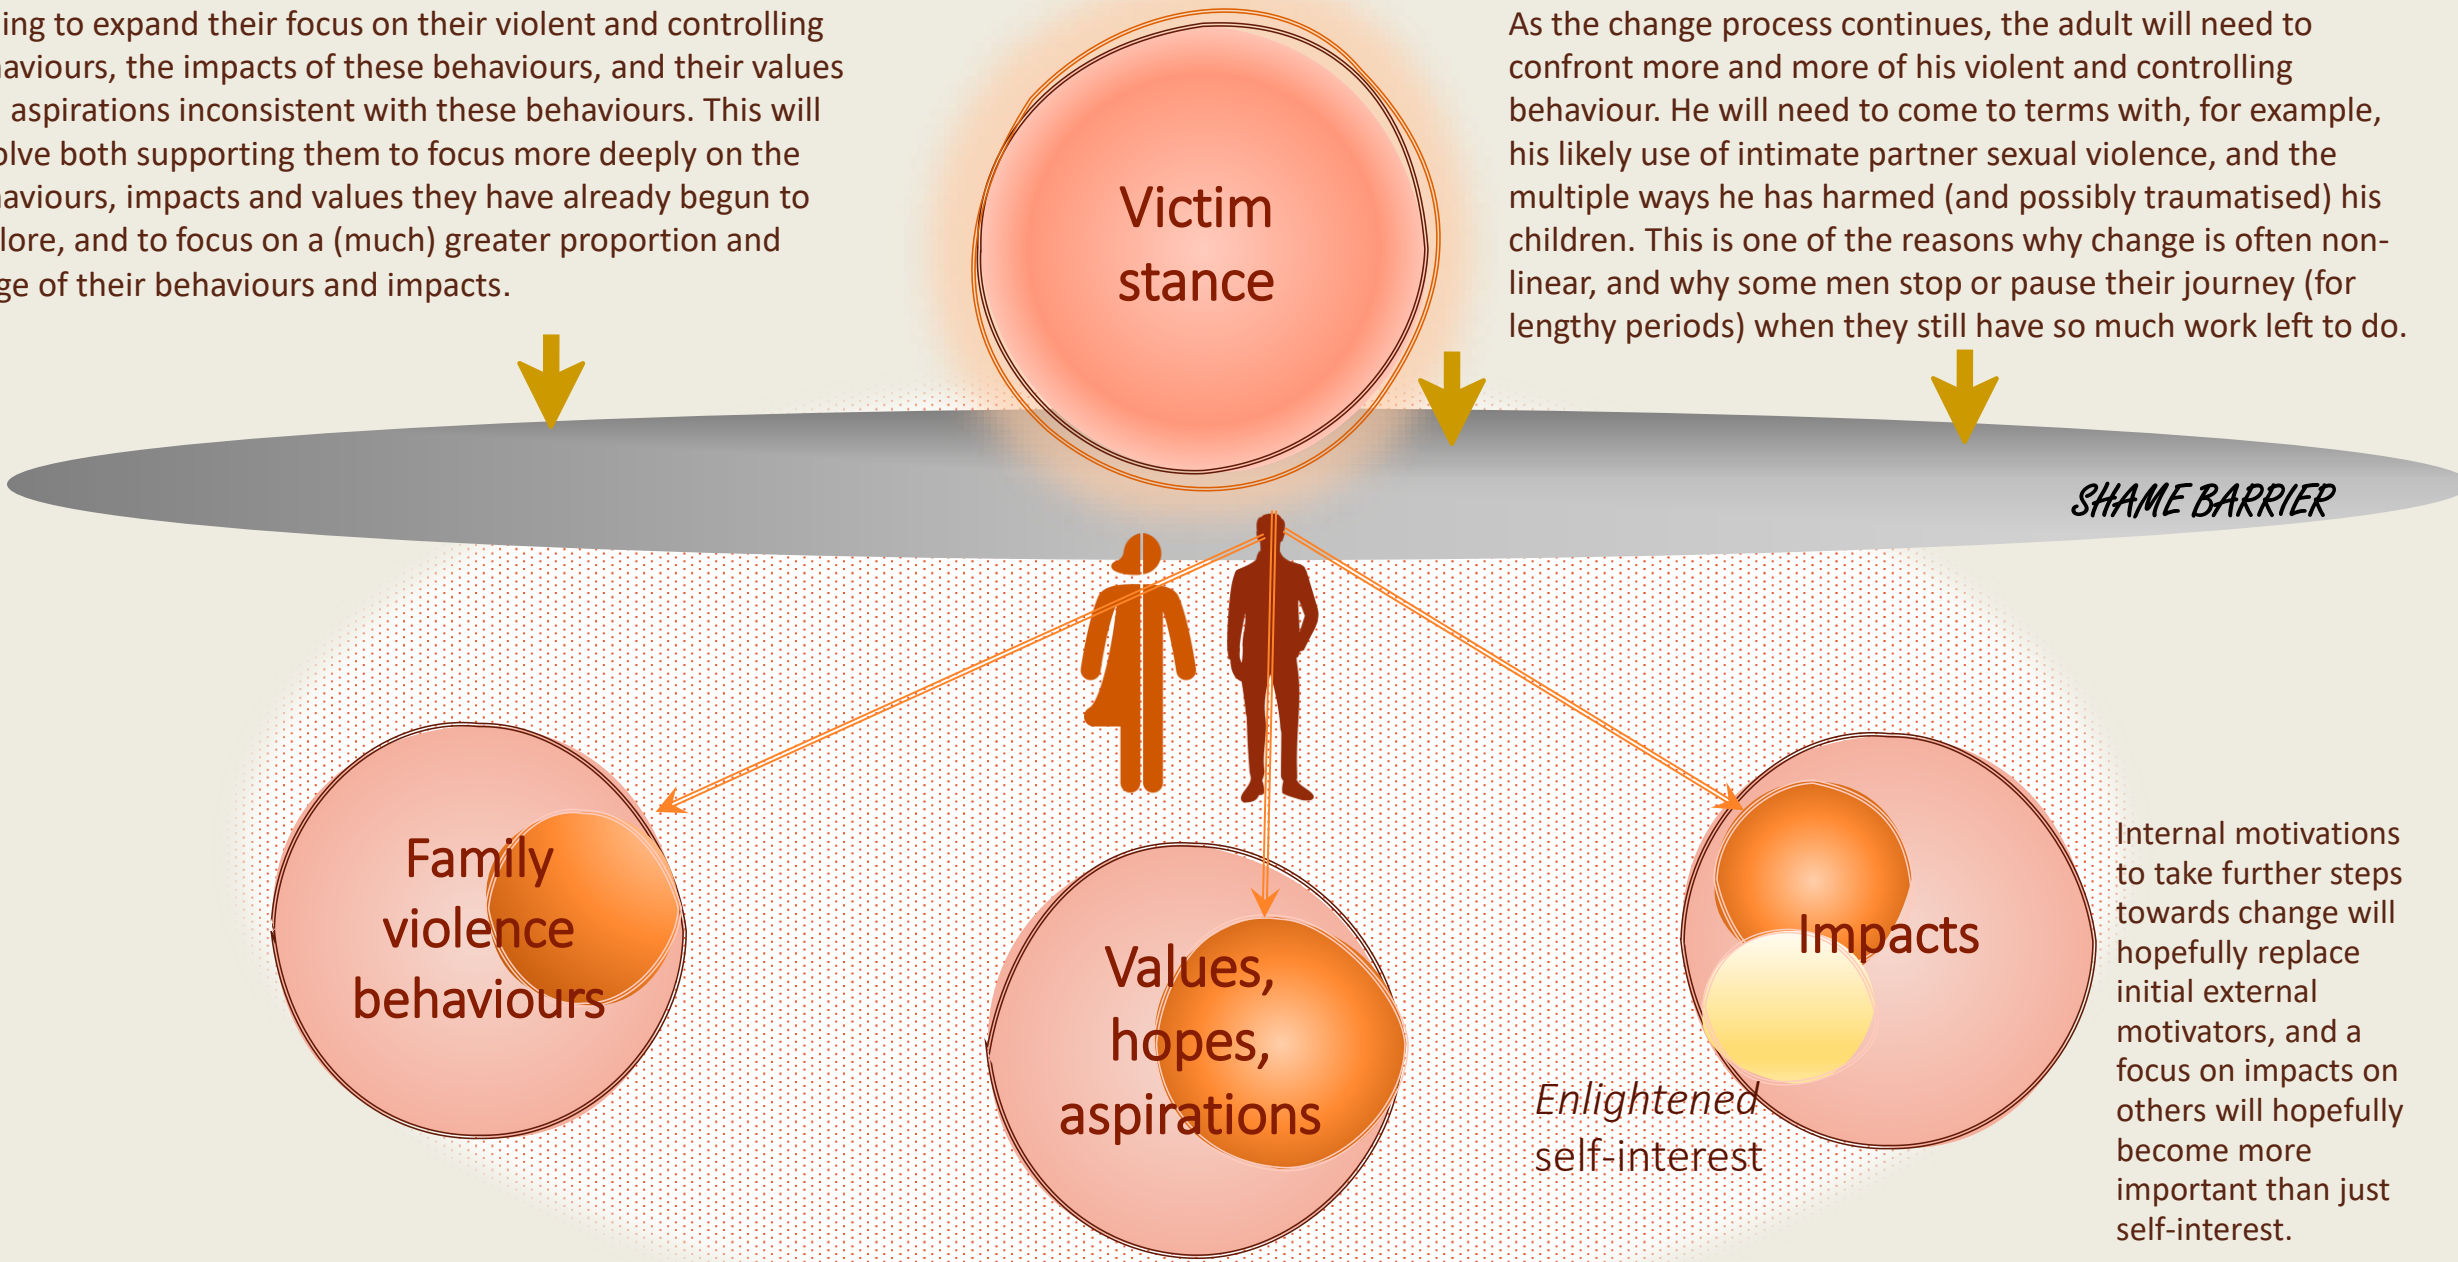 ing to expand their focus on their violent and controlling
aviours, the impacts of these behaviours, and their values
aspirations inconsistent with these behaviours. This will
olve both supporting them to focus more deeply on the
aviours, impacts and values they have already begun to
lore, and to focus on a (much) greater proportion and
ge of their behaviours and impacts.
Victim
stance
As the change process continues, the adult will need to
confront more and more of his violent and controlling
behaviour. He will need to come to terms with, for example,
his likely use of intimate partner sexual violence, and the
multiple ways he has harmed (and possibly traumatised) his
children. This is one of the reasons why change is often non-
linear, and why some men stop or pause their journey (for
lengthy periods) when they still have so much work left to do.
SHAME BARRIER
Family
violence
behaviours
Values,
hopes,
aspirations
Impacts
Enlightened
self-interest
Internal motivations
to take further steps
towards change will
hopefully replace
initial external
motivators, and a
focus on impacts on
others will hopefully
become more
important than just
self-interest.